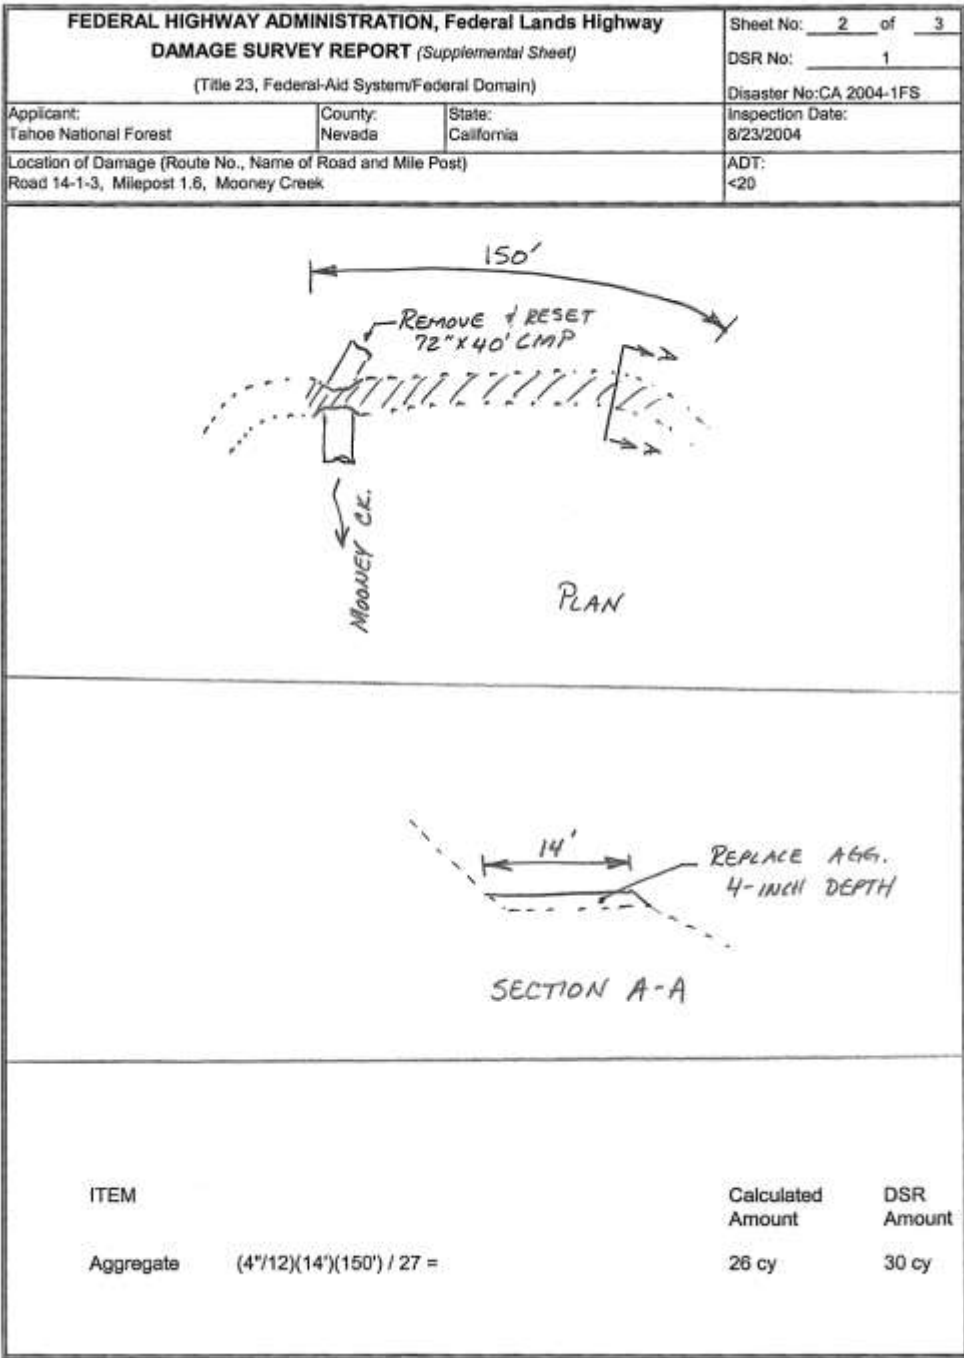 FEDERAL HIGHWAY ADMINISTRATION, Federal Lands Highway
DAMAGE SURVEY REPORT (Supplemental Sheet)
(Title 23, Federal-Aid System/Federal Domain)
Sheet No: 2 of 3
DSR No: 1
Disaster No:CA 2004-1FS
Applicant:
Tahoe National Forest
County:
Nevada
State:
California
Inspection Date:
8/23/2004
Location of Damage (Route No., Name of Road and Mile Post)
Road 14-1-3, Milepost 1.6, Mooney Creek
ADT:
<20
150'
REMOVE & RESET
72"X40' CMP
MOONEY CK.
PLAN
14'
REPLACE AGG.
4-INCH DEPTH
SECTION A-A
ITEM
Calculated Amount
DSR Amount
Aggregate (4"/12)(14')(150') / 27 = 26 cy 30 cy